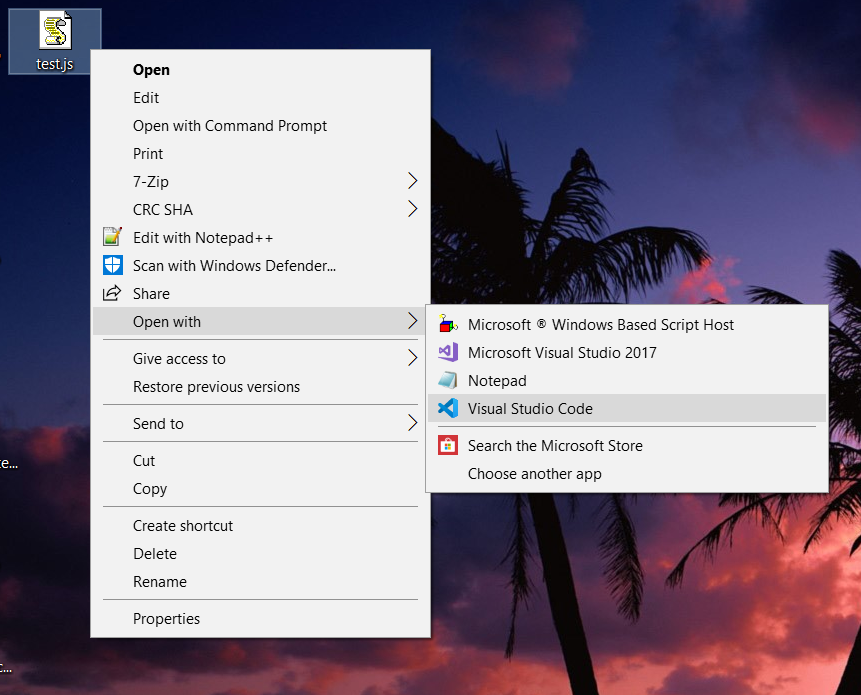 test.js
Open
Edit
Open with Command Prompt
Print
7-Zip
CRC SHA
Edit with Notepad++
Scan with Windows Defender...
Share
Open with
Microsoft ® Windows Based Script Host
Microsoft Visual Studio 2017
Notepad
Visual Studio Code
Search the Microsoft Store
Choose another app
Give access to
Restore previous versions
Send to
Cut
Copy
Create shortcut
Delete
Rename
Properties
e...
c...